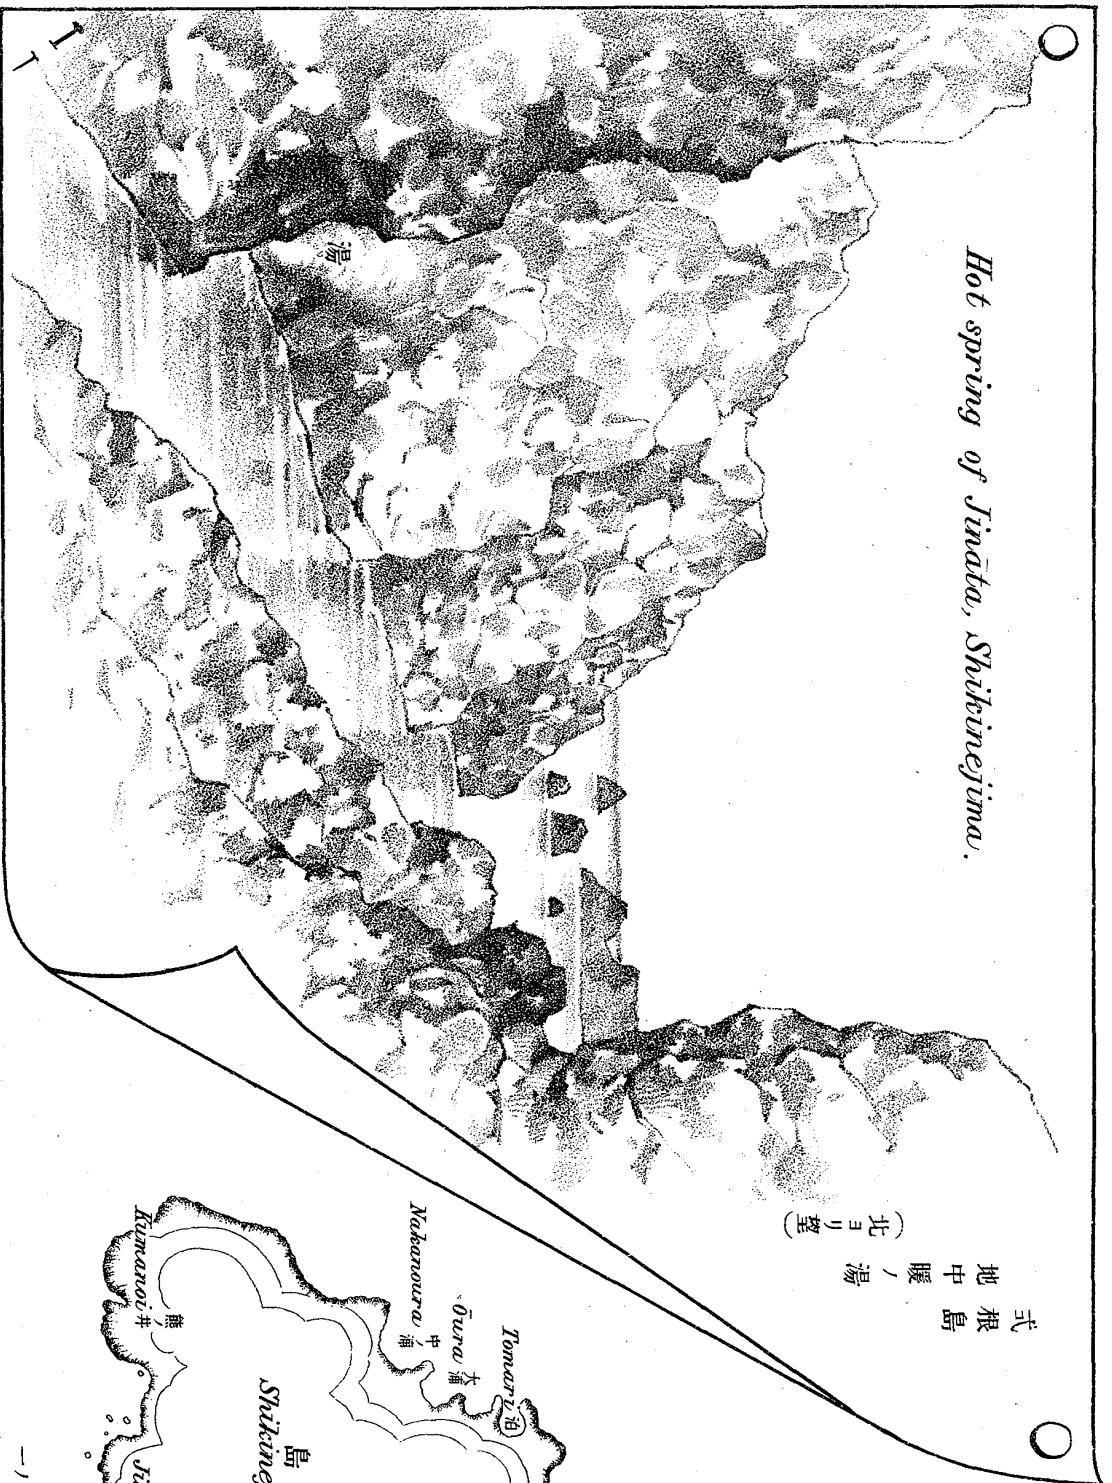 Hot spring of Jināta, Shikinejima.
式根島
地中暖ノ湯
(北ヨリ望)
湯
Tomari 泊
Ōura 大浦
Nakanoura 中ノ浦
Kumanoi 熊ノ井
島
Shikine